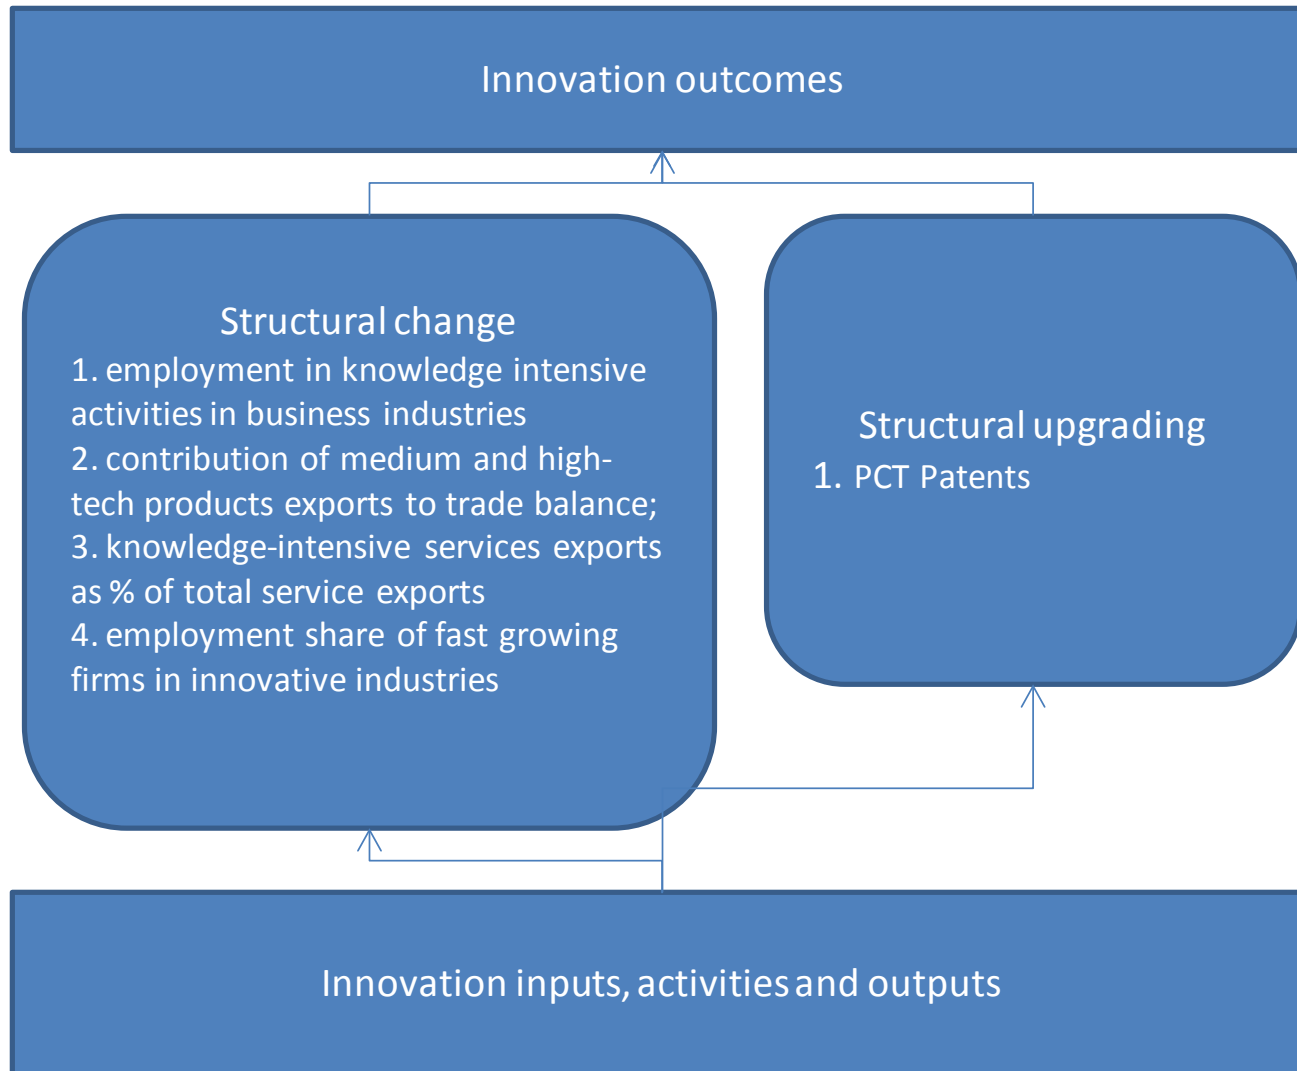 Innovation outcomes
Structural change
1. employment in knowledge intensive
activities in business industries
2. contribution of medium and high-
tech products exports to trade balance;
3. knowledge-intensive services exports
as % of total service exports
4. employment share of fast growing
firms in innovative industries
Structural upgrading
1. PCT Patents
Innovation inputs, activities and outputs